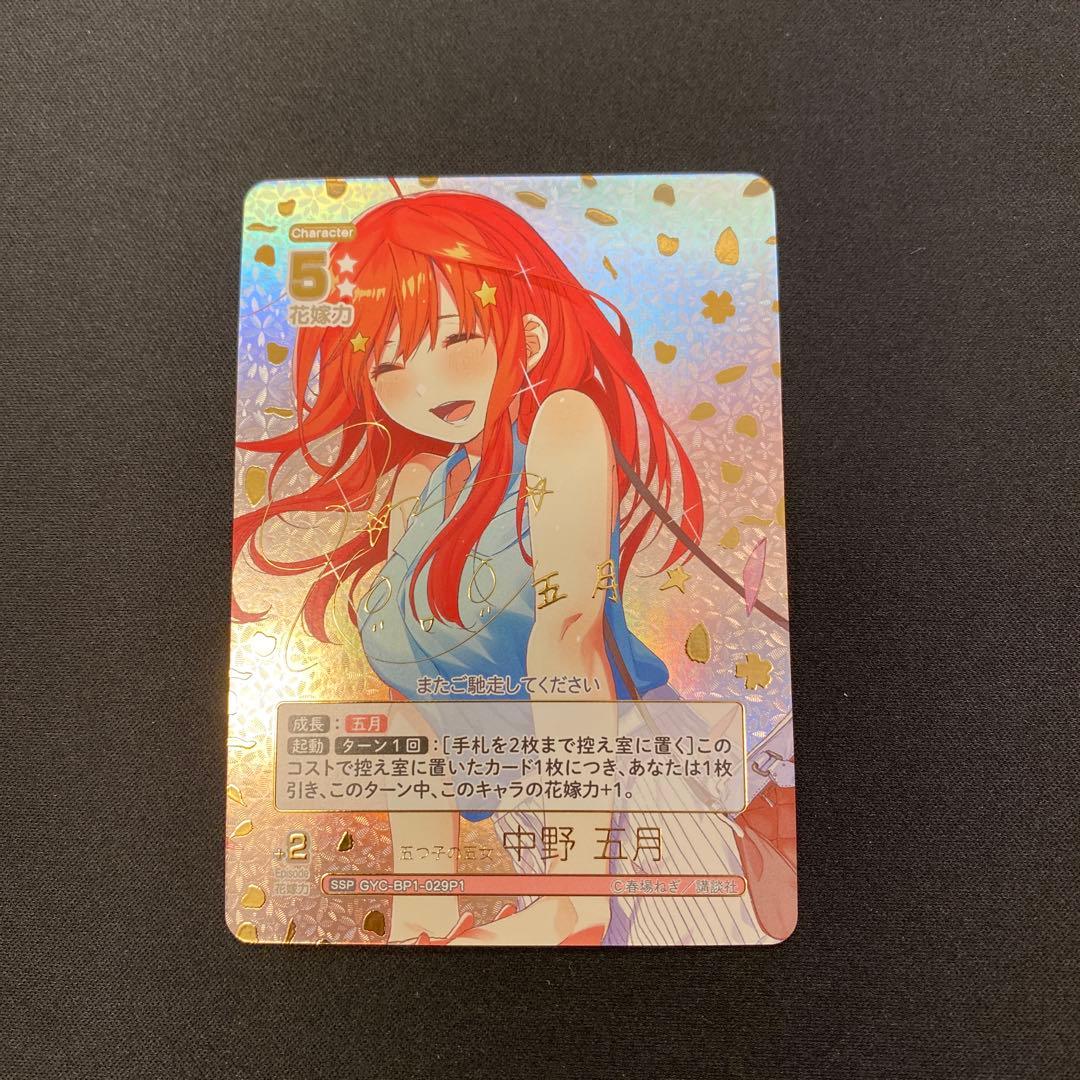 Character
5
花嫁力
五月
またご馳走してください
成長：五月
起動 ターン1回：[手札を2枚まで控え室に置く]この
コストで控え室に置いたカード1枚につき、あなたは1枚
引き、このターン中、このキャラの花嫁力+1。
+2
Episode
花嫁力
五つ子の五女 中野 五月
SSP GYC-BP1-029P1
©春場ねぎ／講談社